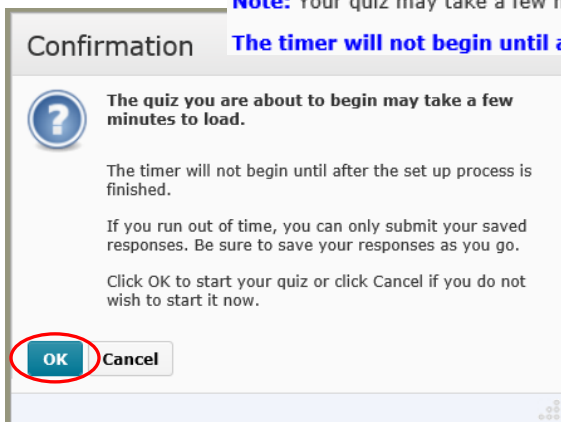 Note: Your quiz may take a few
The timer will not begin until
Confirmation
The quiz you are about to begin may take a few
minutes to load.
The timer will not begin until after the set up process is
finished.
If you run out of time, you can only submit your saved
responses. Be sure to save your responses as you go.
Click OK to start your quiz or click Cancel if you do not
wish to start it now.
OK Cancel